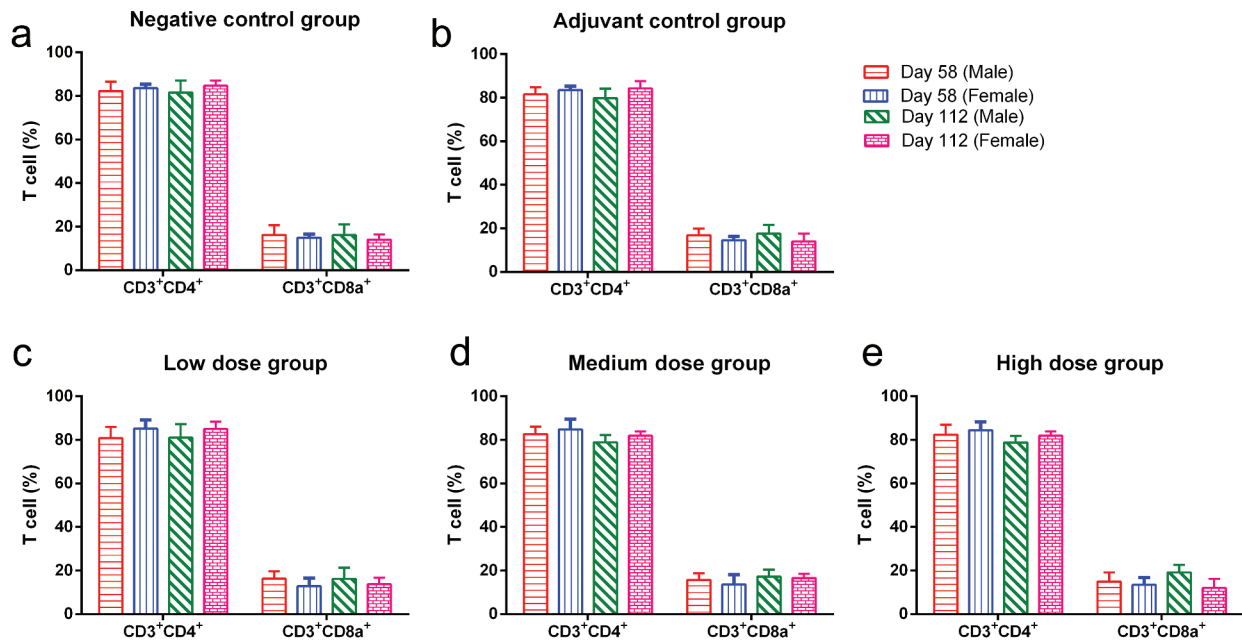 a
Negative control group
T cell (%)
100
80
60
40
20
0
CD3⁺CD4⁺
CD3⁺CD8a⁺
b
Adjuvant control group
T cell (%)
100
80
60
40
20
0
CD3⁺CD4⁺
CD3⁺CD8a⁺
Day 58 (Male)
Day 58 (Female)
Day 112 (Male)
Day 112 (Female)
c
Low dose group
T cell (%)
100
80
60
40
20
0
CD3⁺CD4⁺
CD3⁺CD8a⁺
d
Medium dose group
T cell (%)
100
80
60
40
20
0
CD3⁺CD4⁺
CD3⁺CD8a⁺
e
High dose group
T cell (%)
100
80
60
40
20
0
CD3⁺CD4⁺
CD3⁺CD8a⁺